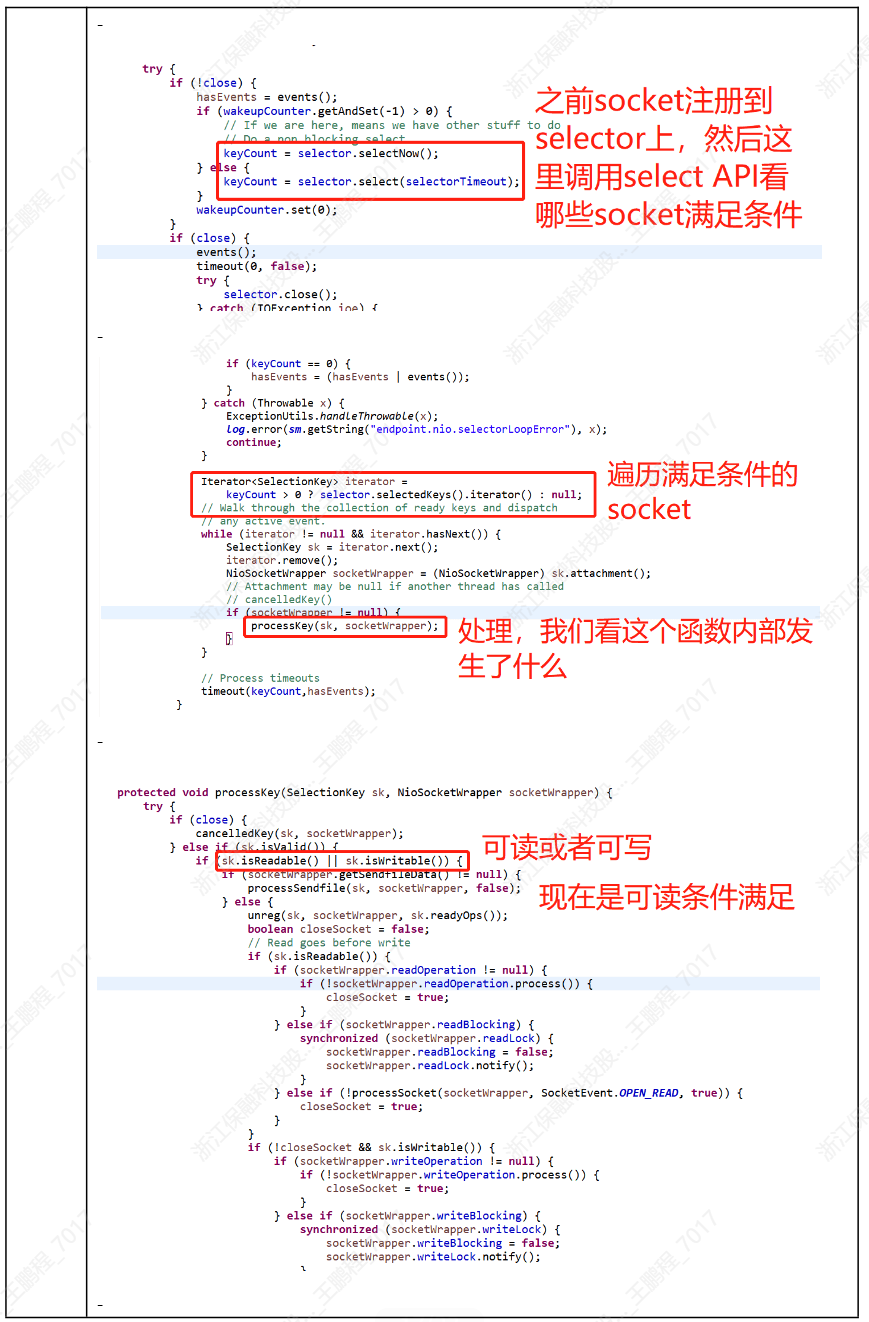 try {
if (!close) {
hasEvents = events();
if (wakeupCounter.getAndSet(-1) > 0) {
// If we are here, means we have other stuff to do
// Do a non blocking select
keyCount = selector.selectNow();
} else {
keyCount = selector.select(selectorTimeout);
}
wakeupCounter.set(0);
}
if (close) {
events();
timeout(0, false);
try {
selector.close();
} catch (IOException ioe) {
之前socket注册到
selector上，然后这
里调用select API看
哪些socket满足条件
if (keyCount == 0) {
hasEvents = (hasEvents | events());
}
} catch (Throwable x) {
ExceptionUtils.handleThrowable(x);
log.error(sm.getString("endpoint.nio.selectorLoopError"), x);
continue;
}
Iterator<SelectionKey> iterator =
keyCount > 0 ? selector.selectedKeys().iterator() : null;
// Walk through the collection of ready keys and dispatch
// any active event.
while (iterator != null && iterator.hasNext()) {
SelectionKey sk = iterator.next();
iterator.remove();
NioSocketWrapper socketWrapper = (NioSocketWrapper) sk.attachment();
// Attachment may be null if another thread has called
// cancelledKey()
if (socketWrapper != null) {
processKey(sk, socketWrapper);
}
}
// Process timeouts
timeout(keyCount,hasEvents);
}
遍历满足条件的
socket
处理，我们看这个函数内部发
生了什么
protected void processKey(SelectionKey sk, NioSocketWrapper socketWrapper) {
try {
if (close) {
cancelledKey(sk, socketWrapper);
} else if (sk.isValid()) {
if (sk.isReadable() || sk.isWritable()) {
if (socketWrapper.getSendfileData() != null) {
processSendfile(sk, socketWrapper, false);
} else {
unreg(sk, socketWrapper, sk.readyOps());
boolean closeSocket = false;
// Read goes before write
if (sk.isReadable()) {
if (socketWrapper.readOperation != null) {
if (!socketWrapper.readOperation.process()) {
closeSocket = true;
}
} else if (socketWrapper.readBlocking) {
synchronized (socketWrapper.readLock) {
socketWrapper.readBlocking = false;
socketWrapper.readLock.notify();
}
} else if (!processSocket(socketWrapper, SocketEvent.OPEN_READ, true)) {
closeSocket = true;
}
}
if (!closeSocket && sk.isWritable()) {
if (socketWrapper.writeOperation != null) {
if (!socketWrapper.writeOperation.process()) {
closeSocket = true;
}
} else if (socketWrapper.writeBlocking) {
synchronized (socketWrapper.writeLock) {
socketWrapper.writeBlocking = false;
socketWrapper.writeLock.notify();
}
可读或者可写
现在是可读条件满足
浙江保融科技股..._王鹏程_7017